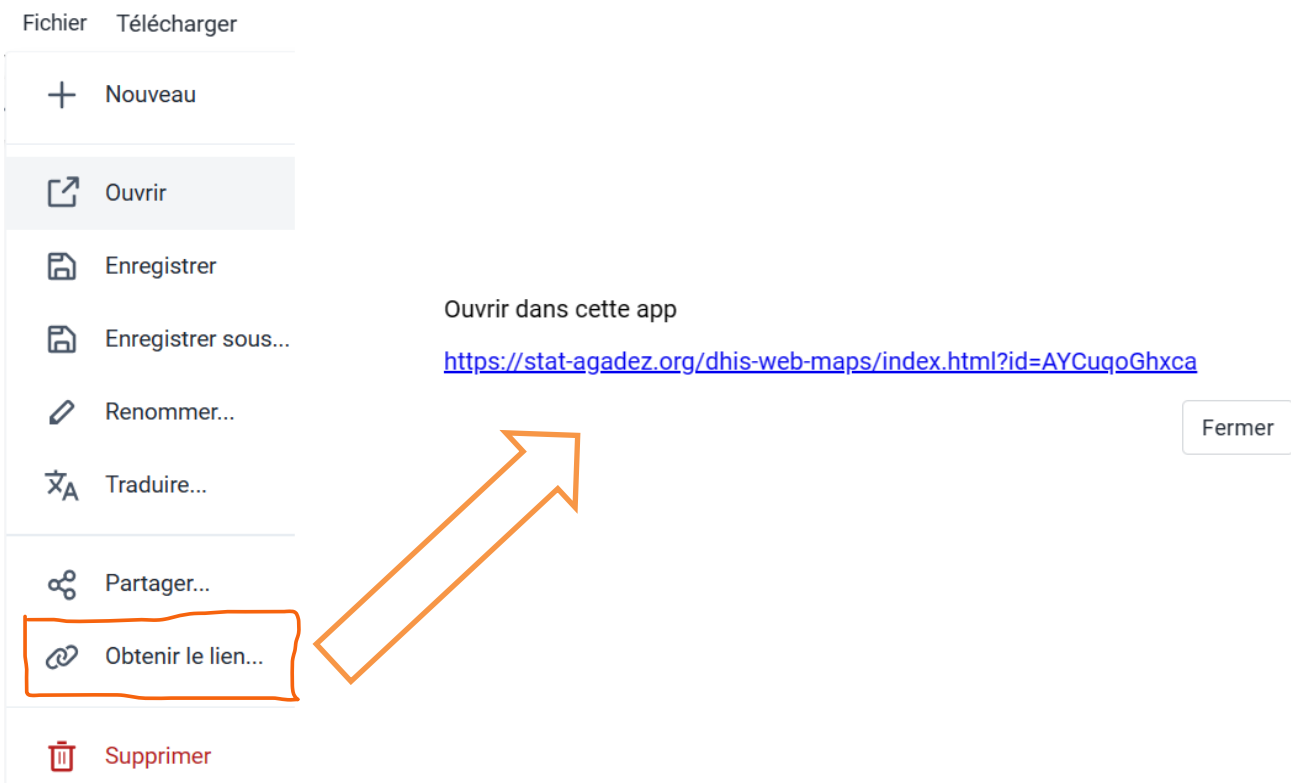 Fichier Télécharger
Nouveau
Ouvrir
Enregistrer
Enregistrer sous...
Renommer...
Traduire...
Partager...
Obtenir le lien...
Supprimer
Ouvrir dans cette app
https://stat-agadez.org/dhis-web-maps/index.html?id=AYCuqoGhxca
Fermer